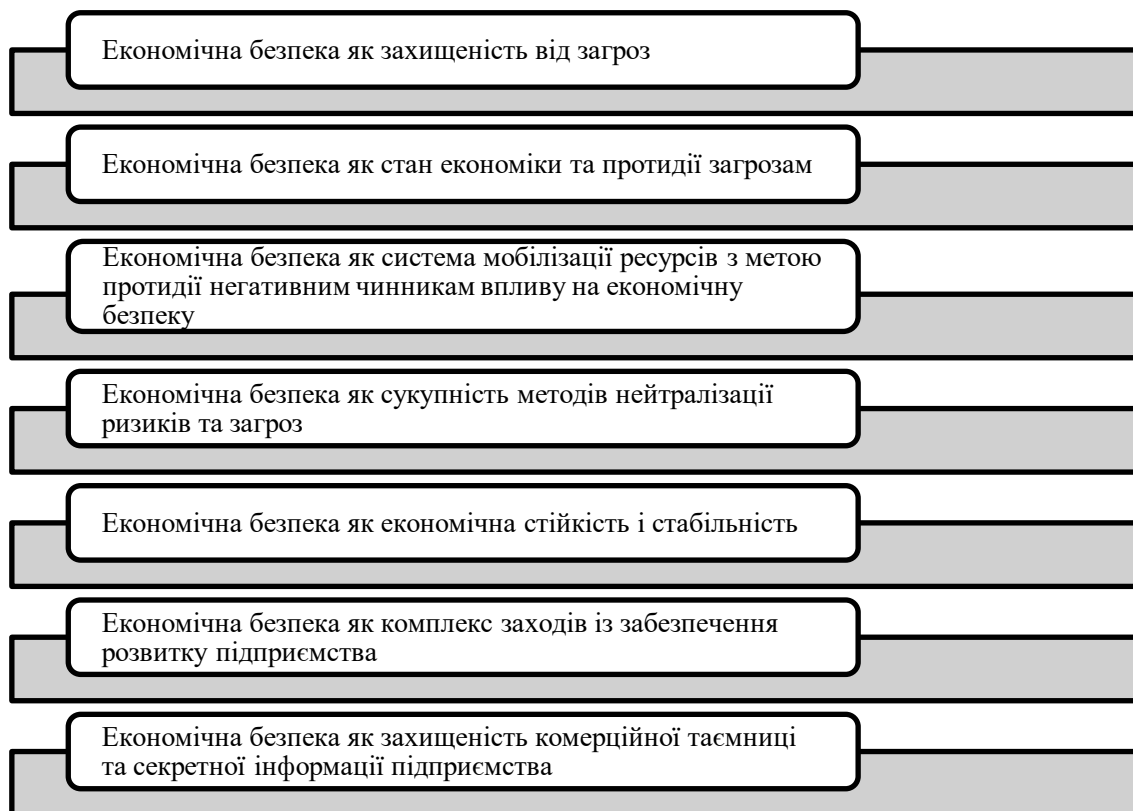 Економічна безпека як захищеність від загроз
Економічна безпека як стан економіки та протидії загрозам
Економічна безпека як система мобілізації ресурсів з метою
протидії негативним чинникам впливу на економічну
безпеку
Економічна безпека як сукупність методів нейтралізації
ризиків та загроз
Економічна безпека як економічна стійкість і стабільність
Економічна безпека як комплекс заходів із забезпечення
розвитку підприємства
Економічна безпека як захищеність комерційної таємниці
та секретної інформації підприємства